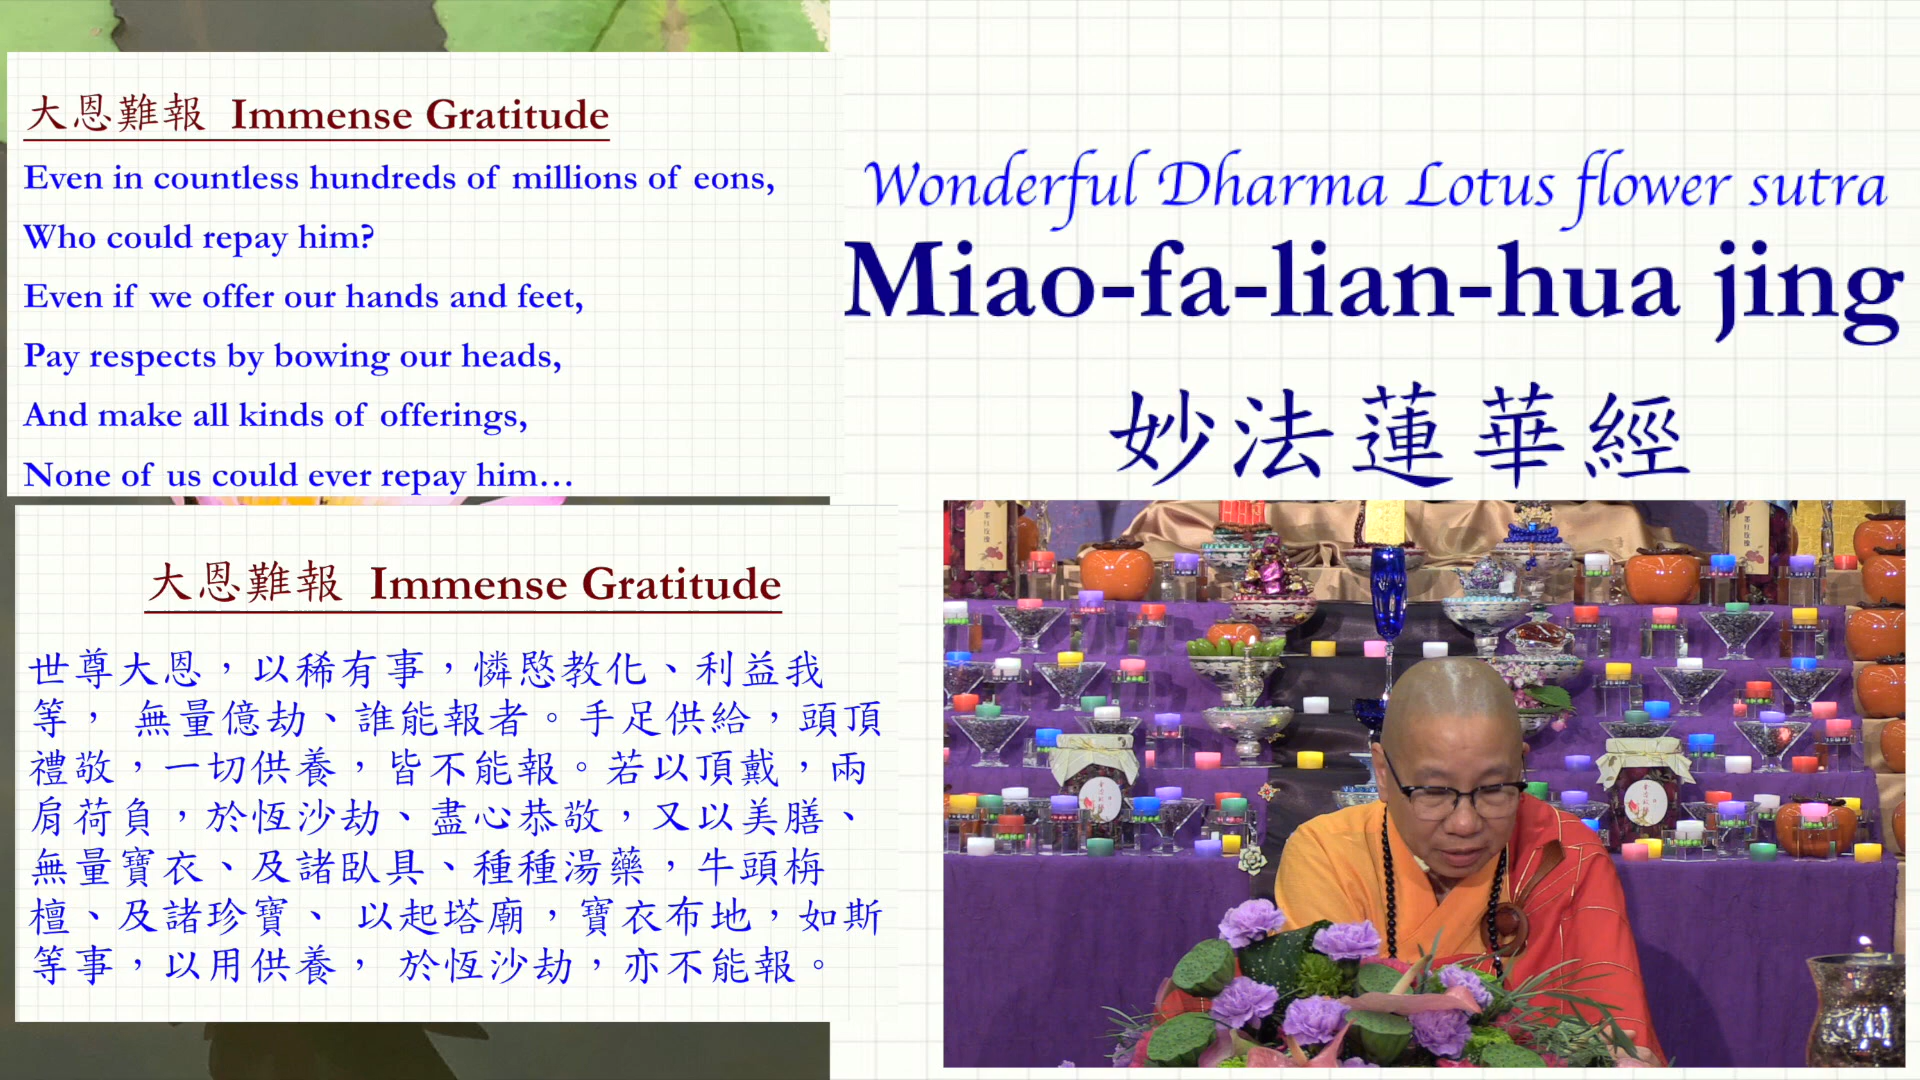 大恩難報 Immense Gratitude
Even in countless hundreds of millions of eons,
Who could repay him?
Even if we offer our hands and feet,
Pay respects by bowing our heads,
And make all kinds of offerings,
None of us could ever repay him…
大恩難報 Immense Gratitude
世尊大恩，以稀有事，憐愍教化、利益我
等， 無量億劫、誰能報者。手足供給，頭頂
禮敬，一切供養，皆不能報。若以頂戴，兩
肩荷負，於恆沙劫、盡心恭敬，又以美膳、
無量寶衣、及諸臥具、種種湯藥，牛頭栴
檀、及諸珍寶、 以起塔廟，寶衣布地，如斯
等事，以用供養， 於恆沙劫，亦不能報。
Wonderful Dharma Lotus flower sutra
Miao-fa-lian-hua jing
妙法蓮華經